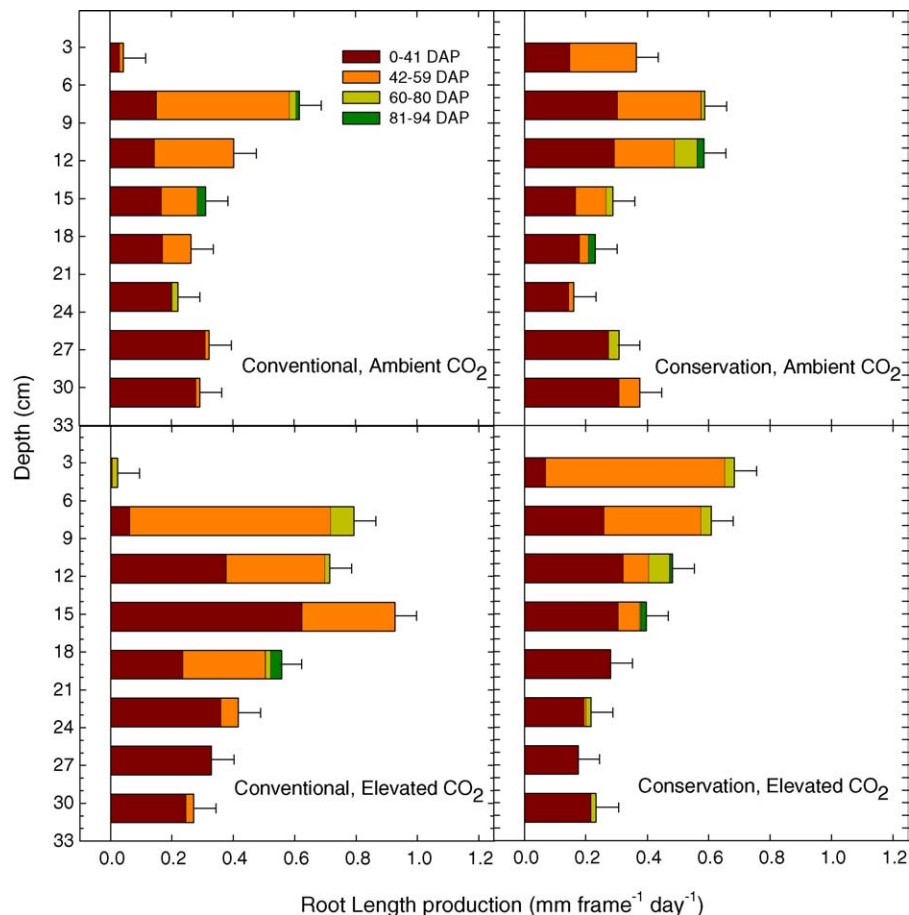 3
6
9
12
15
18
21
24
27
30
33
0-41 DAP
42-59 DAP
60-80 DAP
81-94 DAP
Conventional, Ambient CO2
Conservation, Ambient CO2
Depth (cm)
3
6
9
12
15
18
21
24
27
30
33
Conventional, Elevated CO2
Conservation, Elevated CO2
0.0 0.2 0.4 0.6 0.8 1.0 1.2
0.0 0.2 0.4 0.6 0.8 1.0 1.2
Root Length production (mm frame⁻¹ day⁻¹)